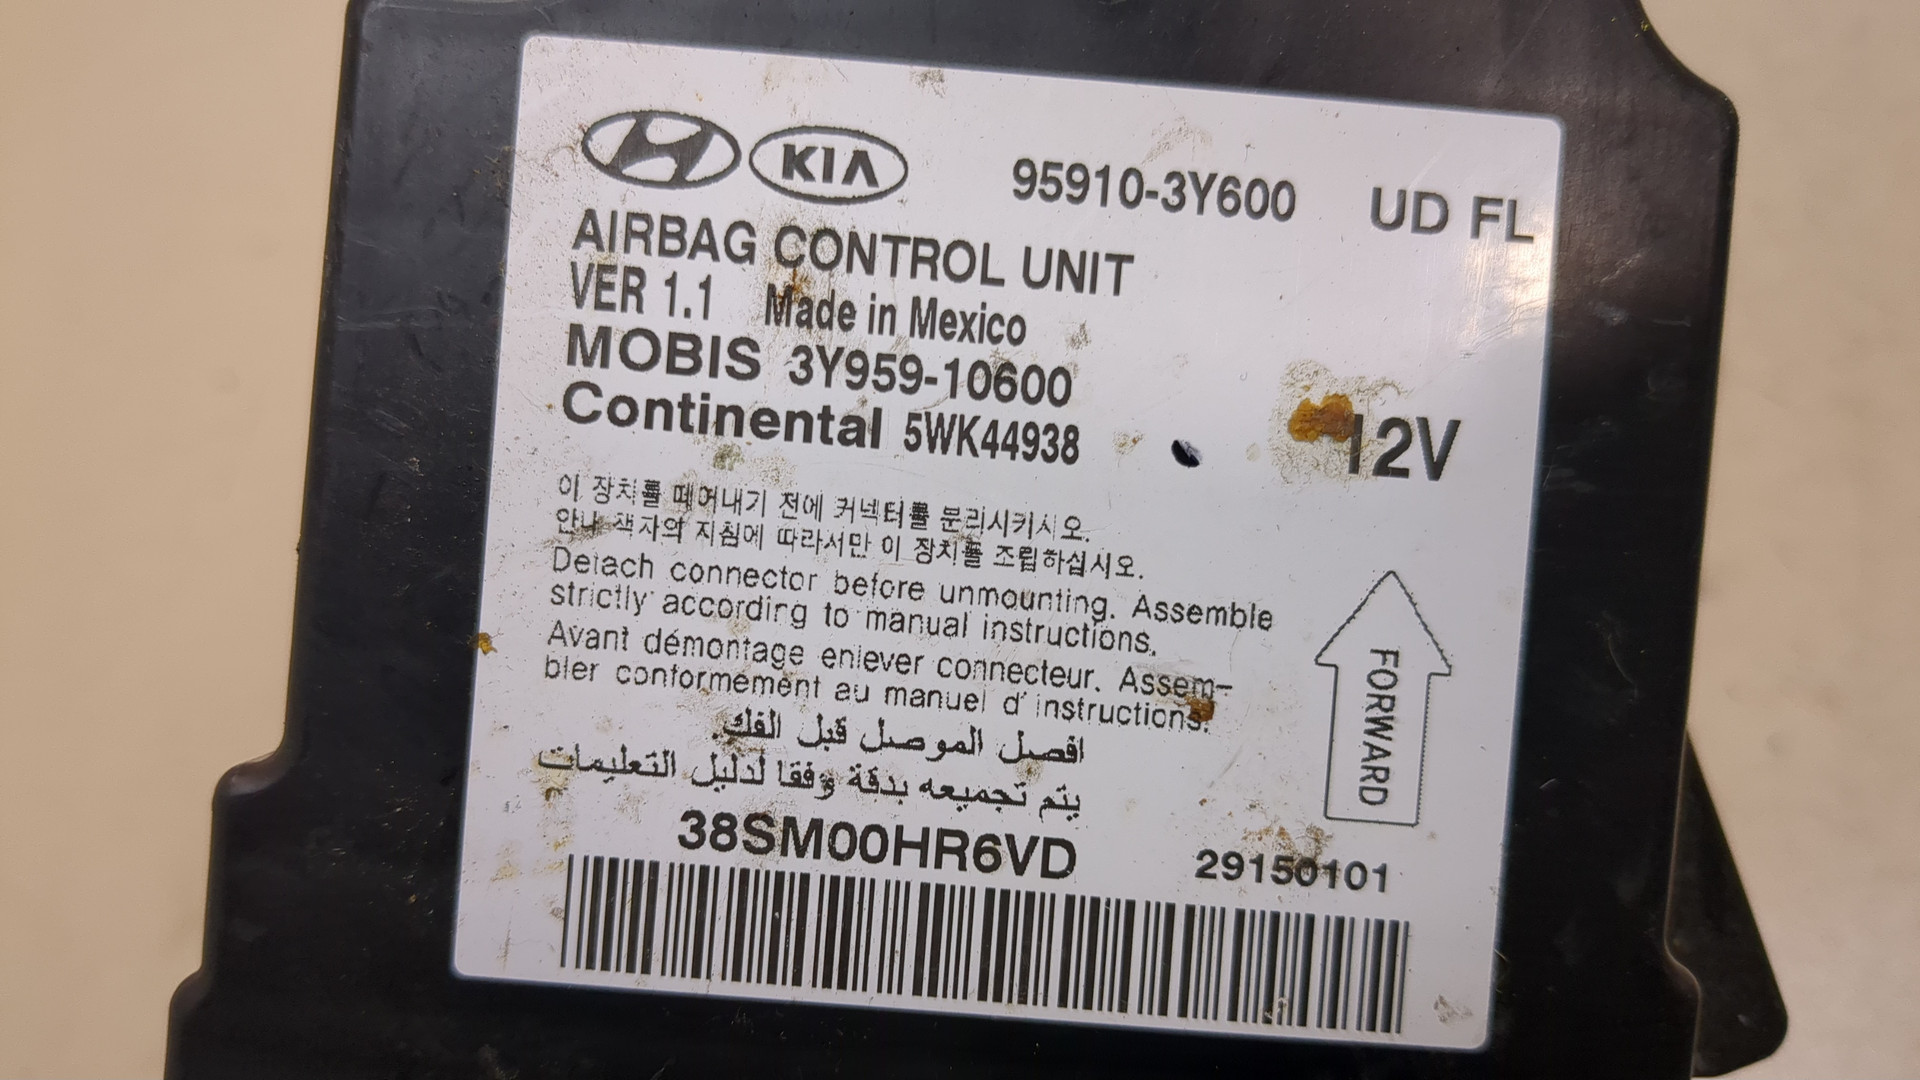 KIA 95910-3Y600 UD FL
AIRBAG CONTROL UNIT
VER 1.1 Made in Mexico
MOBIS 3Y959-10600
Continental 5WK44938
12V
이 장치를 떼어내기 전에 커넥터를 분리시키시오.
안내 책자의 지침에 따라서만 이 장치를 조립하십시오.
Detach connector before unmounting. Assemble
strictly according to manual instructions.
Avant démontage enlever connecteur. Assem-
bler conformément au manuel d' instructions.
افصل الموصل قبل الفك.
يتم تجميعه بدقة وفقا لدليل التعليمات
FORWARD
38SM00HR6VD 29150101